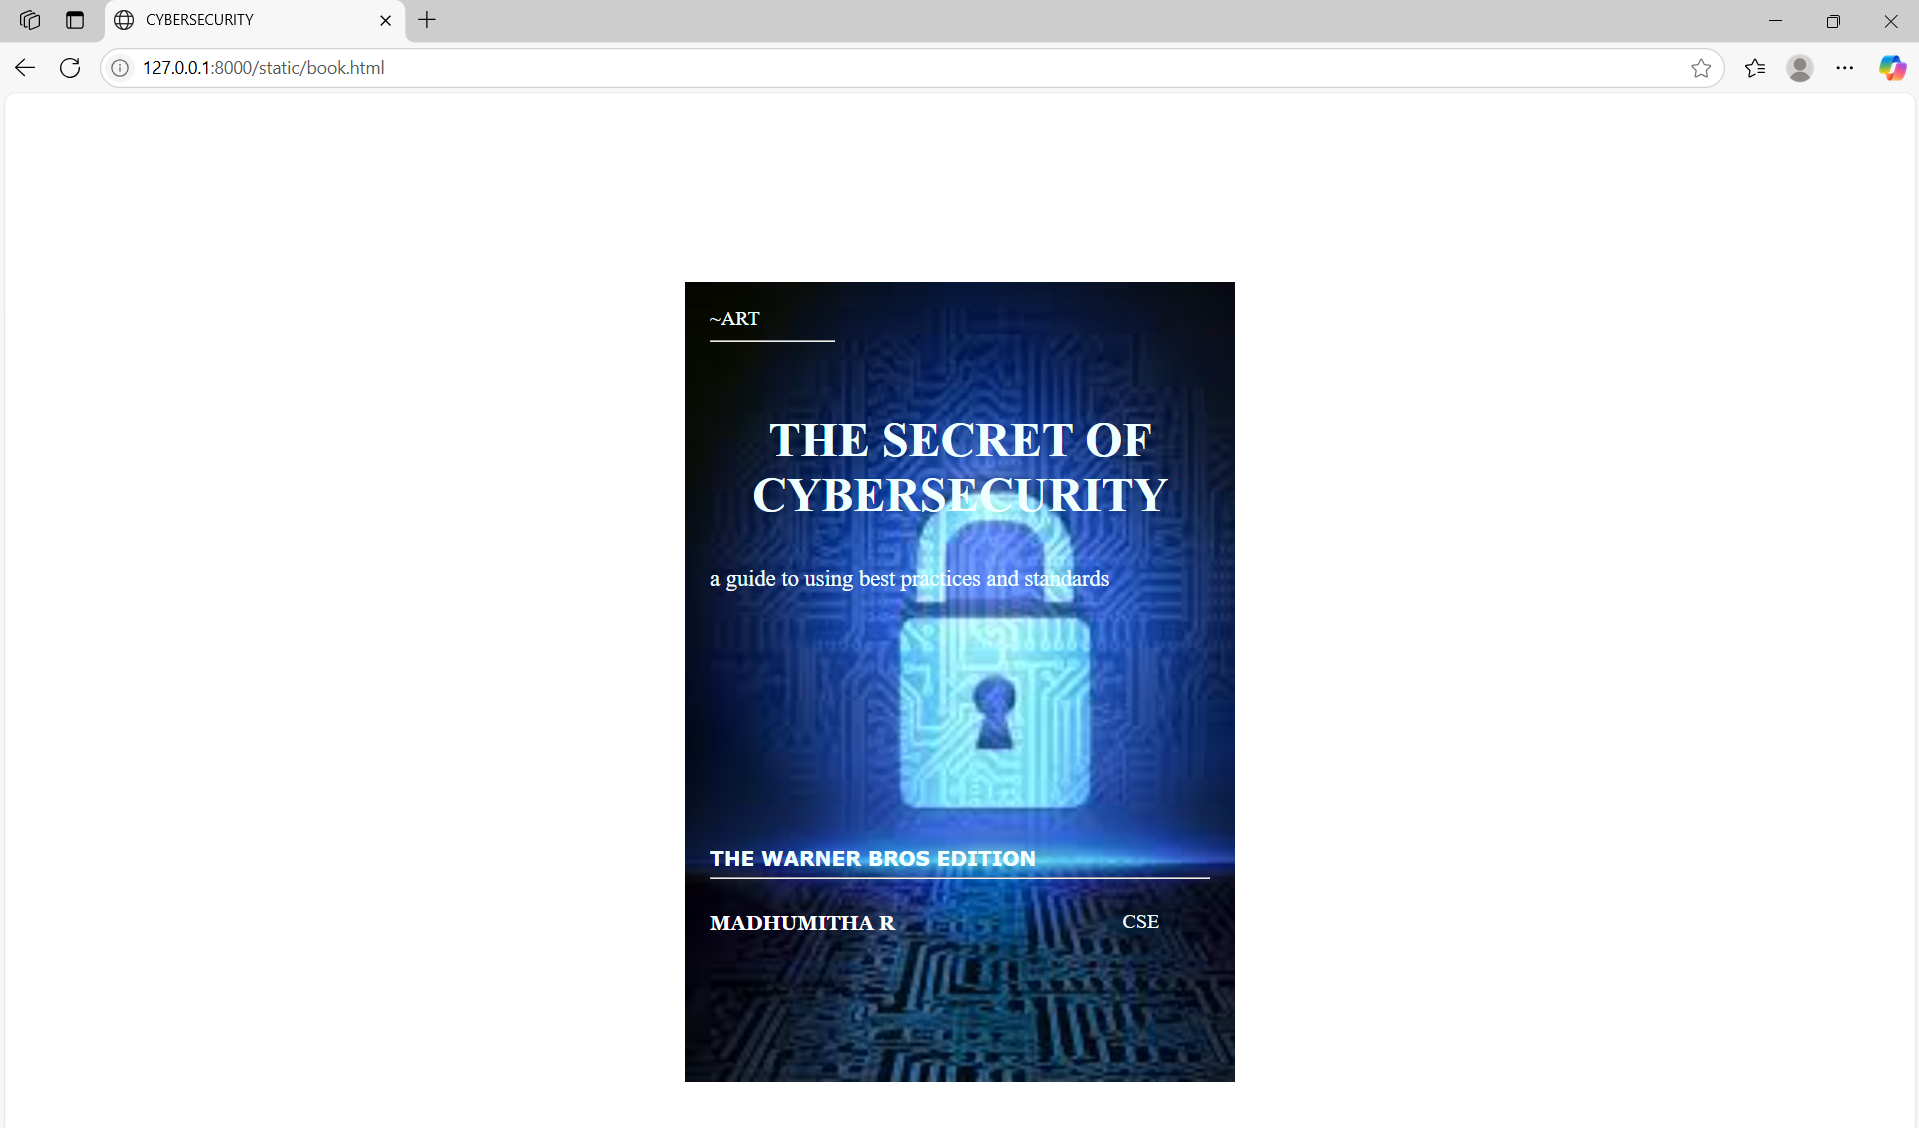 CYBERSECURITY
127.0.0.1:8000/static/book.html
~ART
THE SECRET OF
CYBERSECURITY
a guide to using best practices and standards
THE WARNER BROS EDITION
MADHUMITHA R CSE